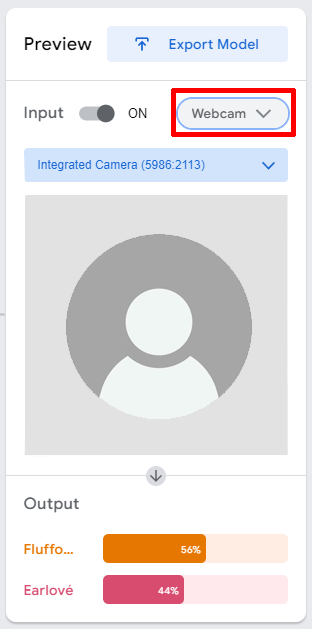 Preview
Export Model
Input
ON
Webcam
Integrated Camera (5986:2113)
Output
Fluffo...
56%
Earlové
44%